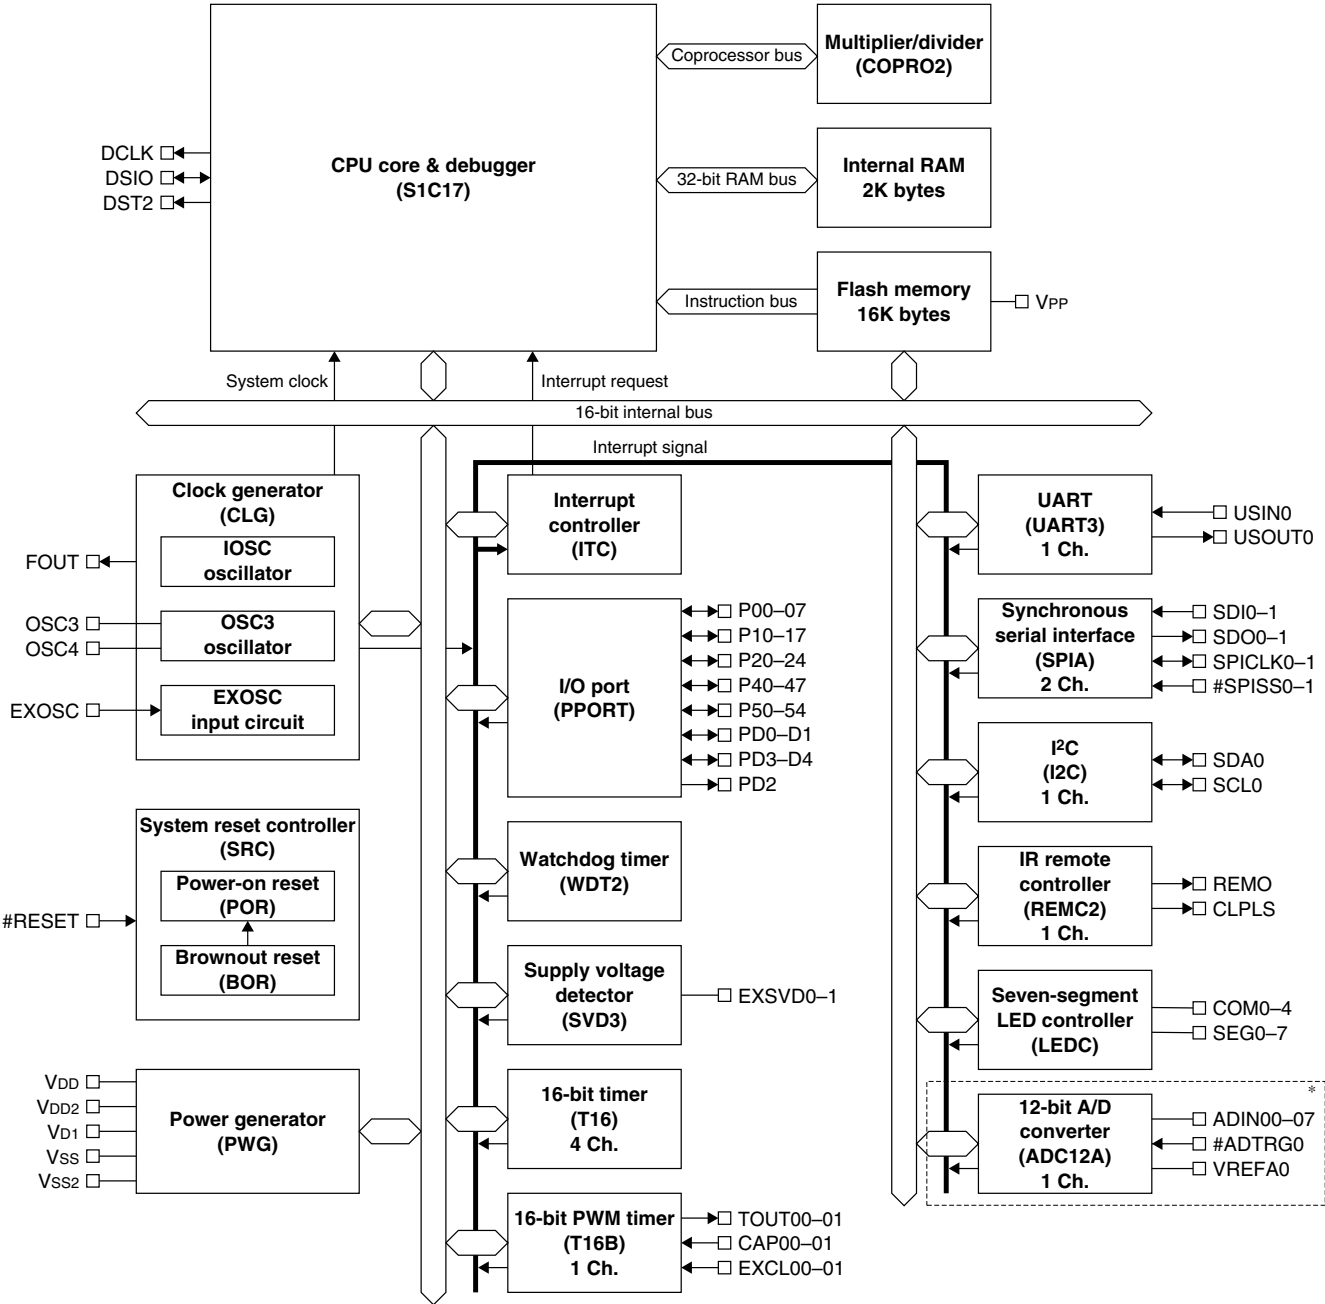 CPU core & debugger
(S1C17)
DCLK
DSIO
DST2
Coprocessor bus
Multiplier/divider
(COPRO2)
32-bit RAM bus
Internal RAM
2K bytes
Instruction bus
Flash memory
16K bytes
VPP
System clock
Interrupt request
16-bit internal bus
Interrupt signal
Clock generator
(CLG)
IOSC
oscillator
OSC3
oscillator
EXOSC
input circuit
FOUT
OSC3
OSC4
EXOSC
System reset controller
(SRC)
Power-on reset
(POR)
Brownout reset
(BOR)
#RESET
Power generator
(PWG)
VDD
VDD2
VD1
VSS
VSS2
Interrupt
controller
(ITC)
I/O port
(PPORT)
P00–07
P10–17
P20–24
P40–47
P50–54
PD0–D1
PD3–D4
PD2
Watchdog timer
(WDT2)
Supply voltage
detector
(SVD3)
EXSVD0–1
16-bit timer
(T16)
4 Ch.
16-bit PWM timer
(T16B)
1 Ch.
TOUT00–01
CAP00–01
EXCL00–01
UART
(UART3)
1 Ch.
USIN0
USOUT0
Synchronous
serial interface
(SPIA)
2 Ch.
SDI0–1
SDO0–1
SPICLK0–1
#SPISS0–1
I²C
(I2C)
1 Ch.
SDA0
SCL0
IR remote
controller
(REMC2)
1 Ch.
REMO
CLPLS
Seven-segment
LED controller
(LEDC)
COM0–4
SEG0–7
*
12-bit A/D
converter
(ADC12A)
1 Ch.
ADIN00–07
#ADTRG0
VREFA0